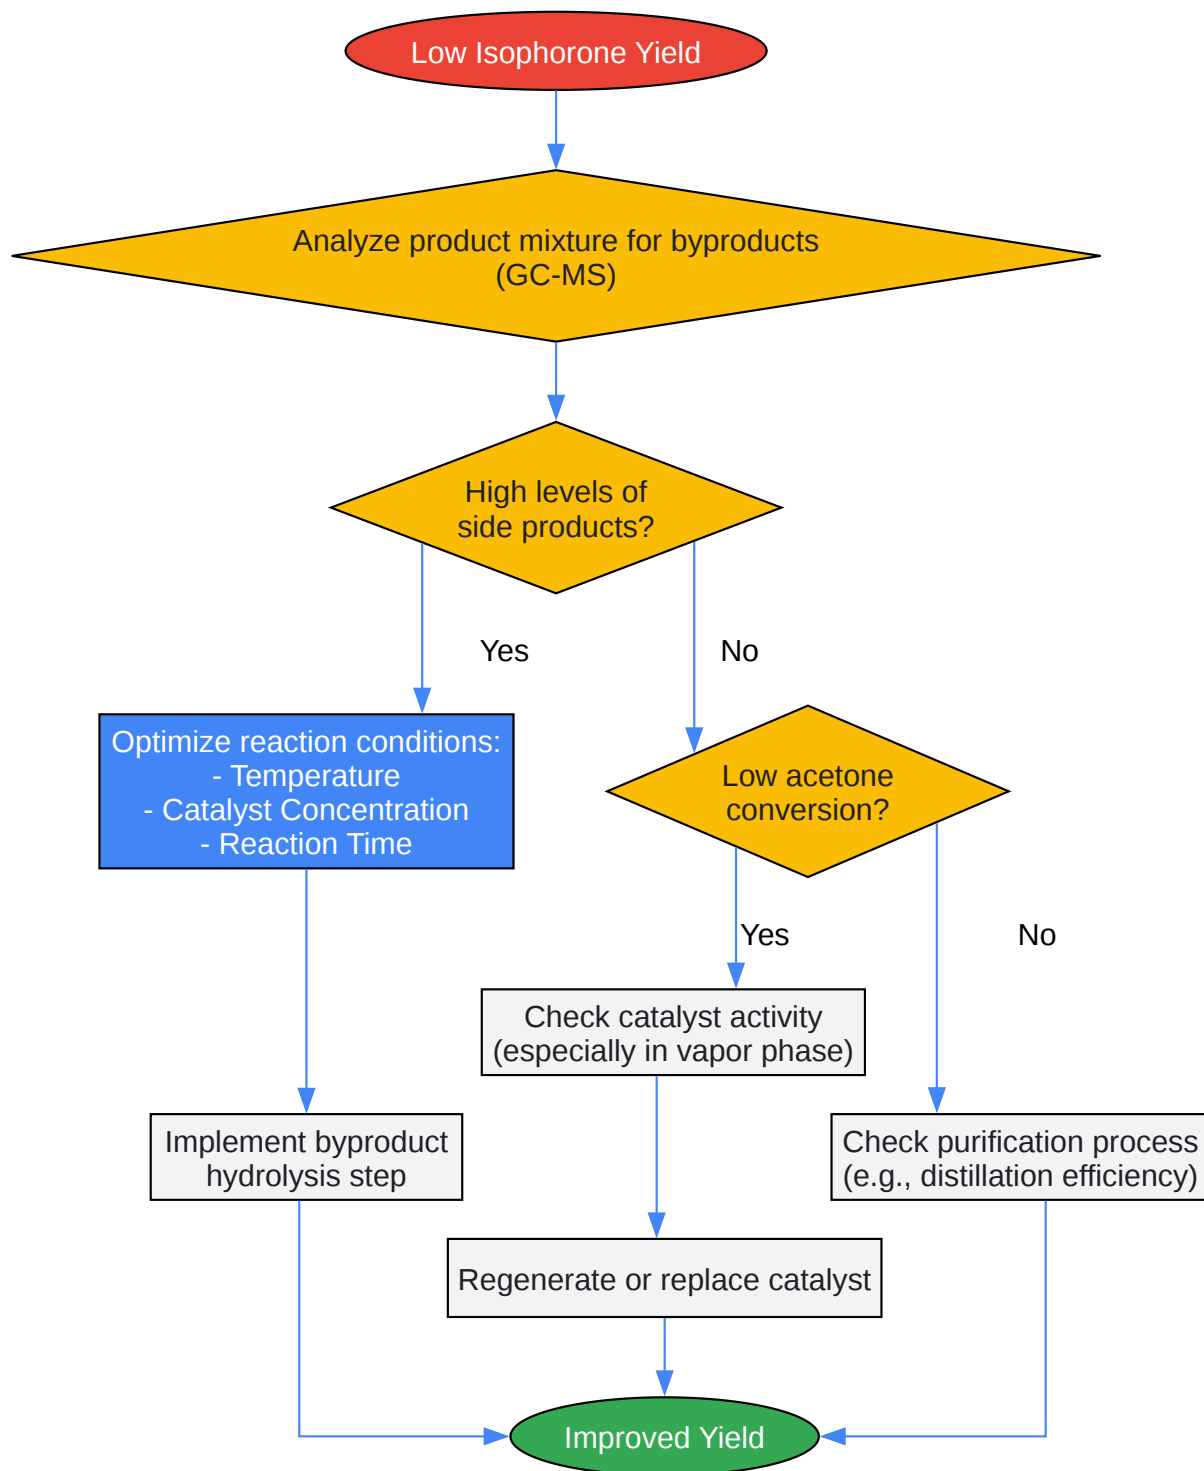 Low Isophorone Yield
Analyze product mixture for byproducts
(GC-MS)
High levels of
side products?
Yes
No
Optimize reaction conditions:
- Temperature
- Catalyst Concentration
- Reaction Time
Low acetone
conversion?
Yes
No
Check catalyst activity
(especially in vapor phase)
Implement byproduct
hydrolysis step
Check purification process
(e.g., distillation efficiency)
Regenerate or replace catalyst
Improved Yield